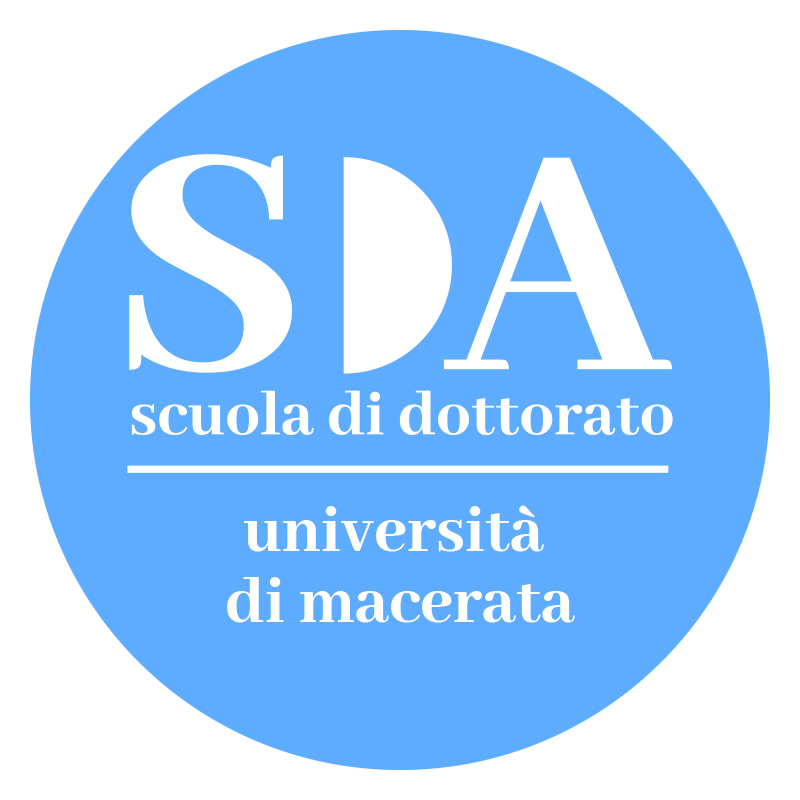 SDA
scuola di dottorato
università
di macerata